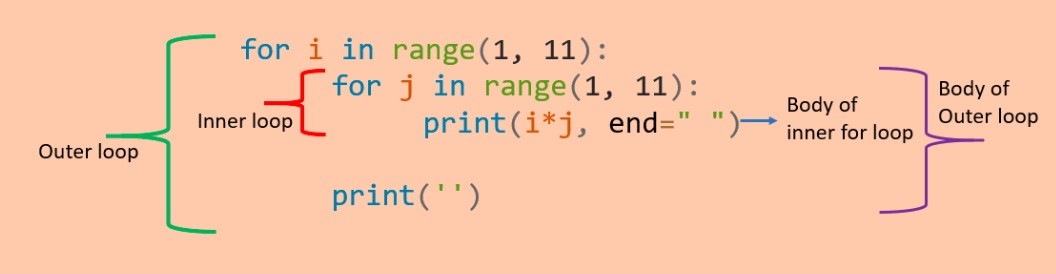 for i in range(1, 11):
for j in range(1, 11):
print(i*j, end=" ")
print('')
Outer loop
Inner loop
Body of
inner for loop
Body of
Outer loop